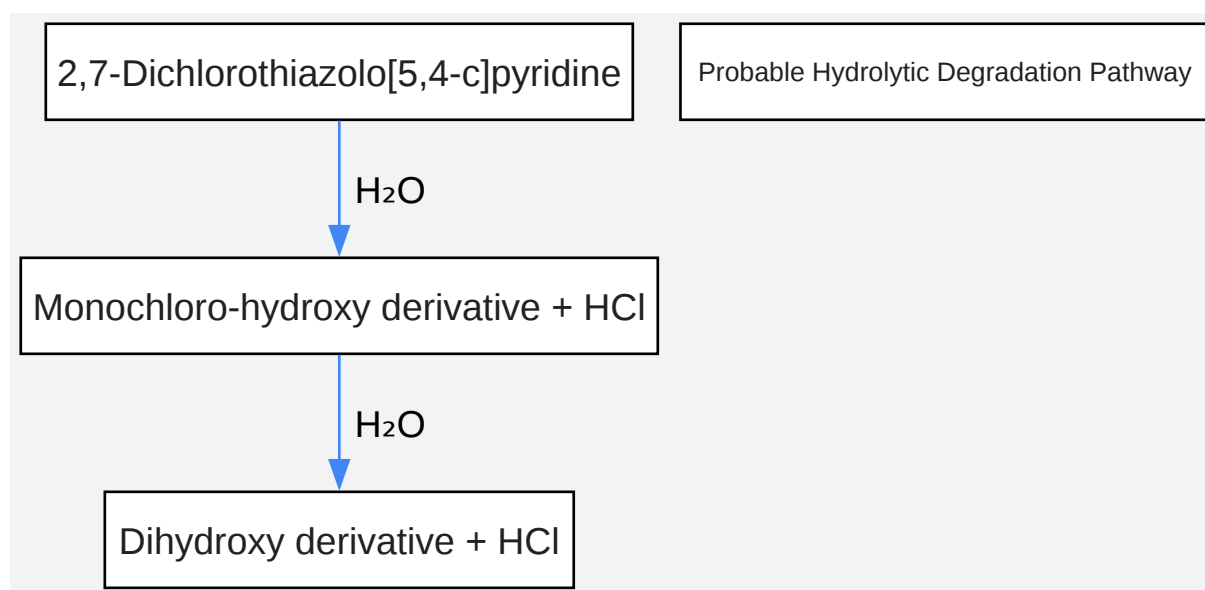 2,7-Dichlorothiazolo[5,4-c]pyridine
Probable Hydrolytic Degradation Pathway
H₂O
Monochloro-hydroxy derivative + HCl
H₂O
Dihydroxy derivative + HCl